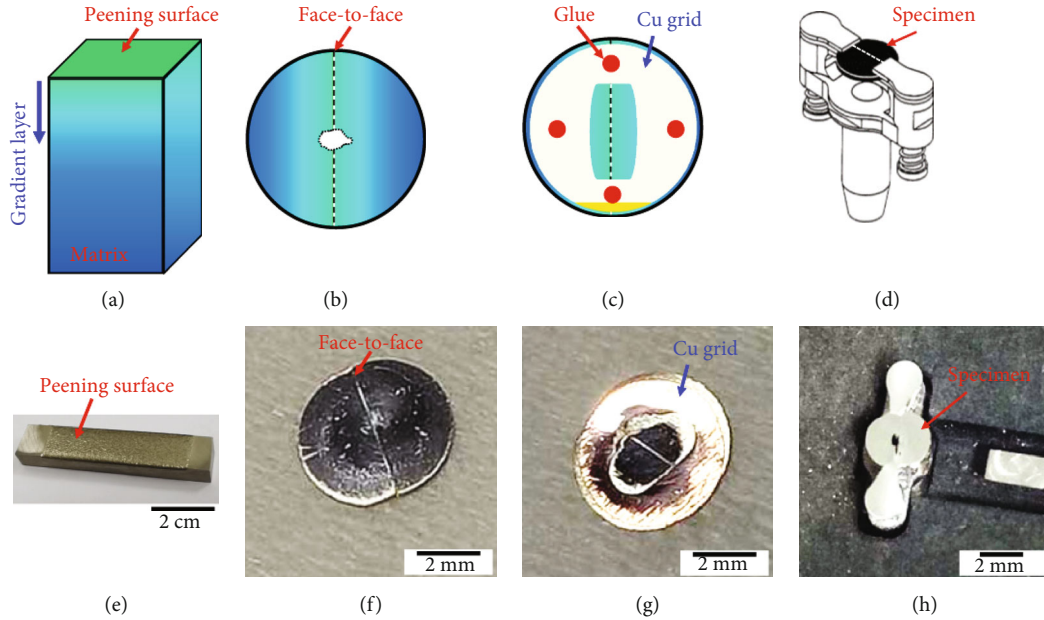 Peening surface
Gradient layer
Matrix
(a)
Face-to-face
(b)
Glue
Cu grid
(c)
Specimen
(d)
Peening surface
2 cm
(e)
Face-to-face
2 mm
(f)
Cu grid
2 mm
(g)
Specimen
2 mm
(h)